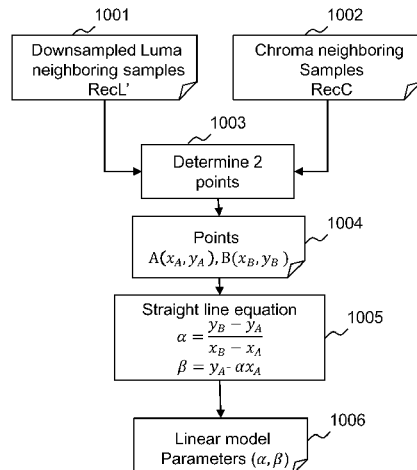 1001
1002
Downsampled Luma
neighboring samples
RecL'
Chroma neighboring
Samples
RecC
1003
Determine 2
points
1004
Points
A(x_A, y_A), B(x_B, y_B)
Straight line equation
α = (y_B − y_A) / (x_B − x_A)
β = y_A- αx_A
1005
1006
Linear model
Parameters (α, β)